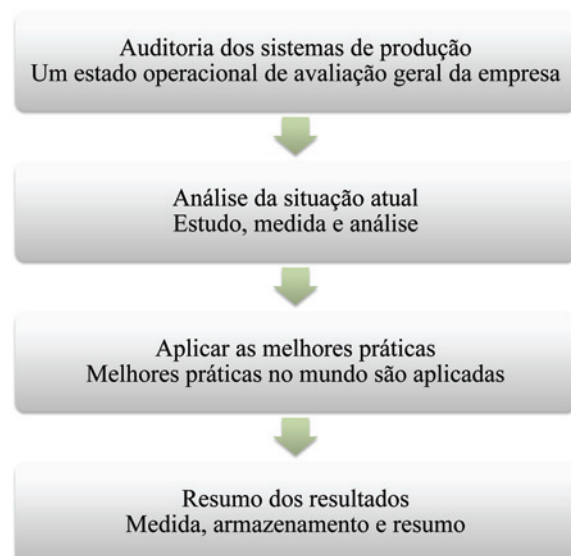 Auditoria dos sistemas de produção
Um estado operacional de avaliação geral da empresa
Análise da situação atual
Estudo, medida e análise
Aplicar as melhores práticas
Melhores práticas no mundo são aplicadas
Resumo dos resultados
Medida, armazenamento e resumo